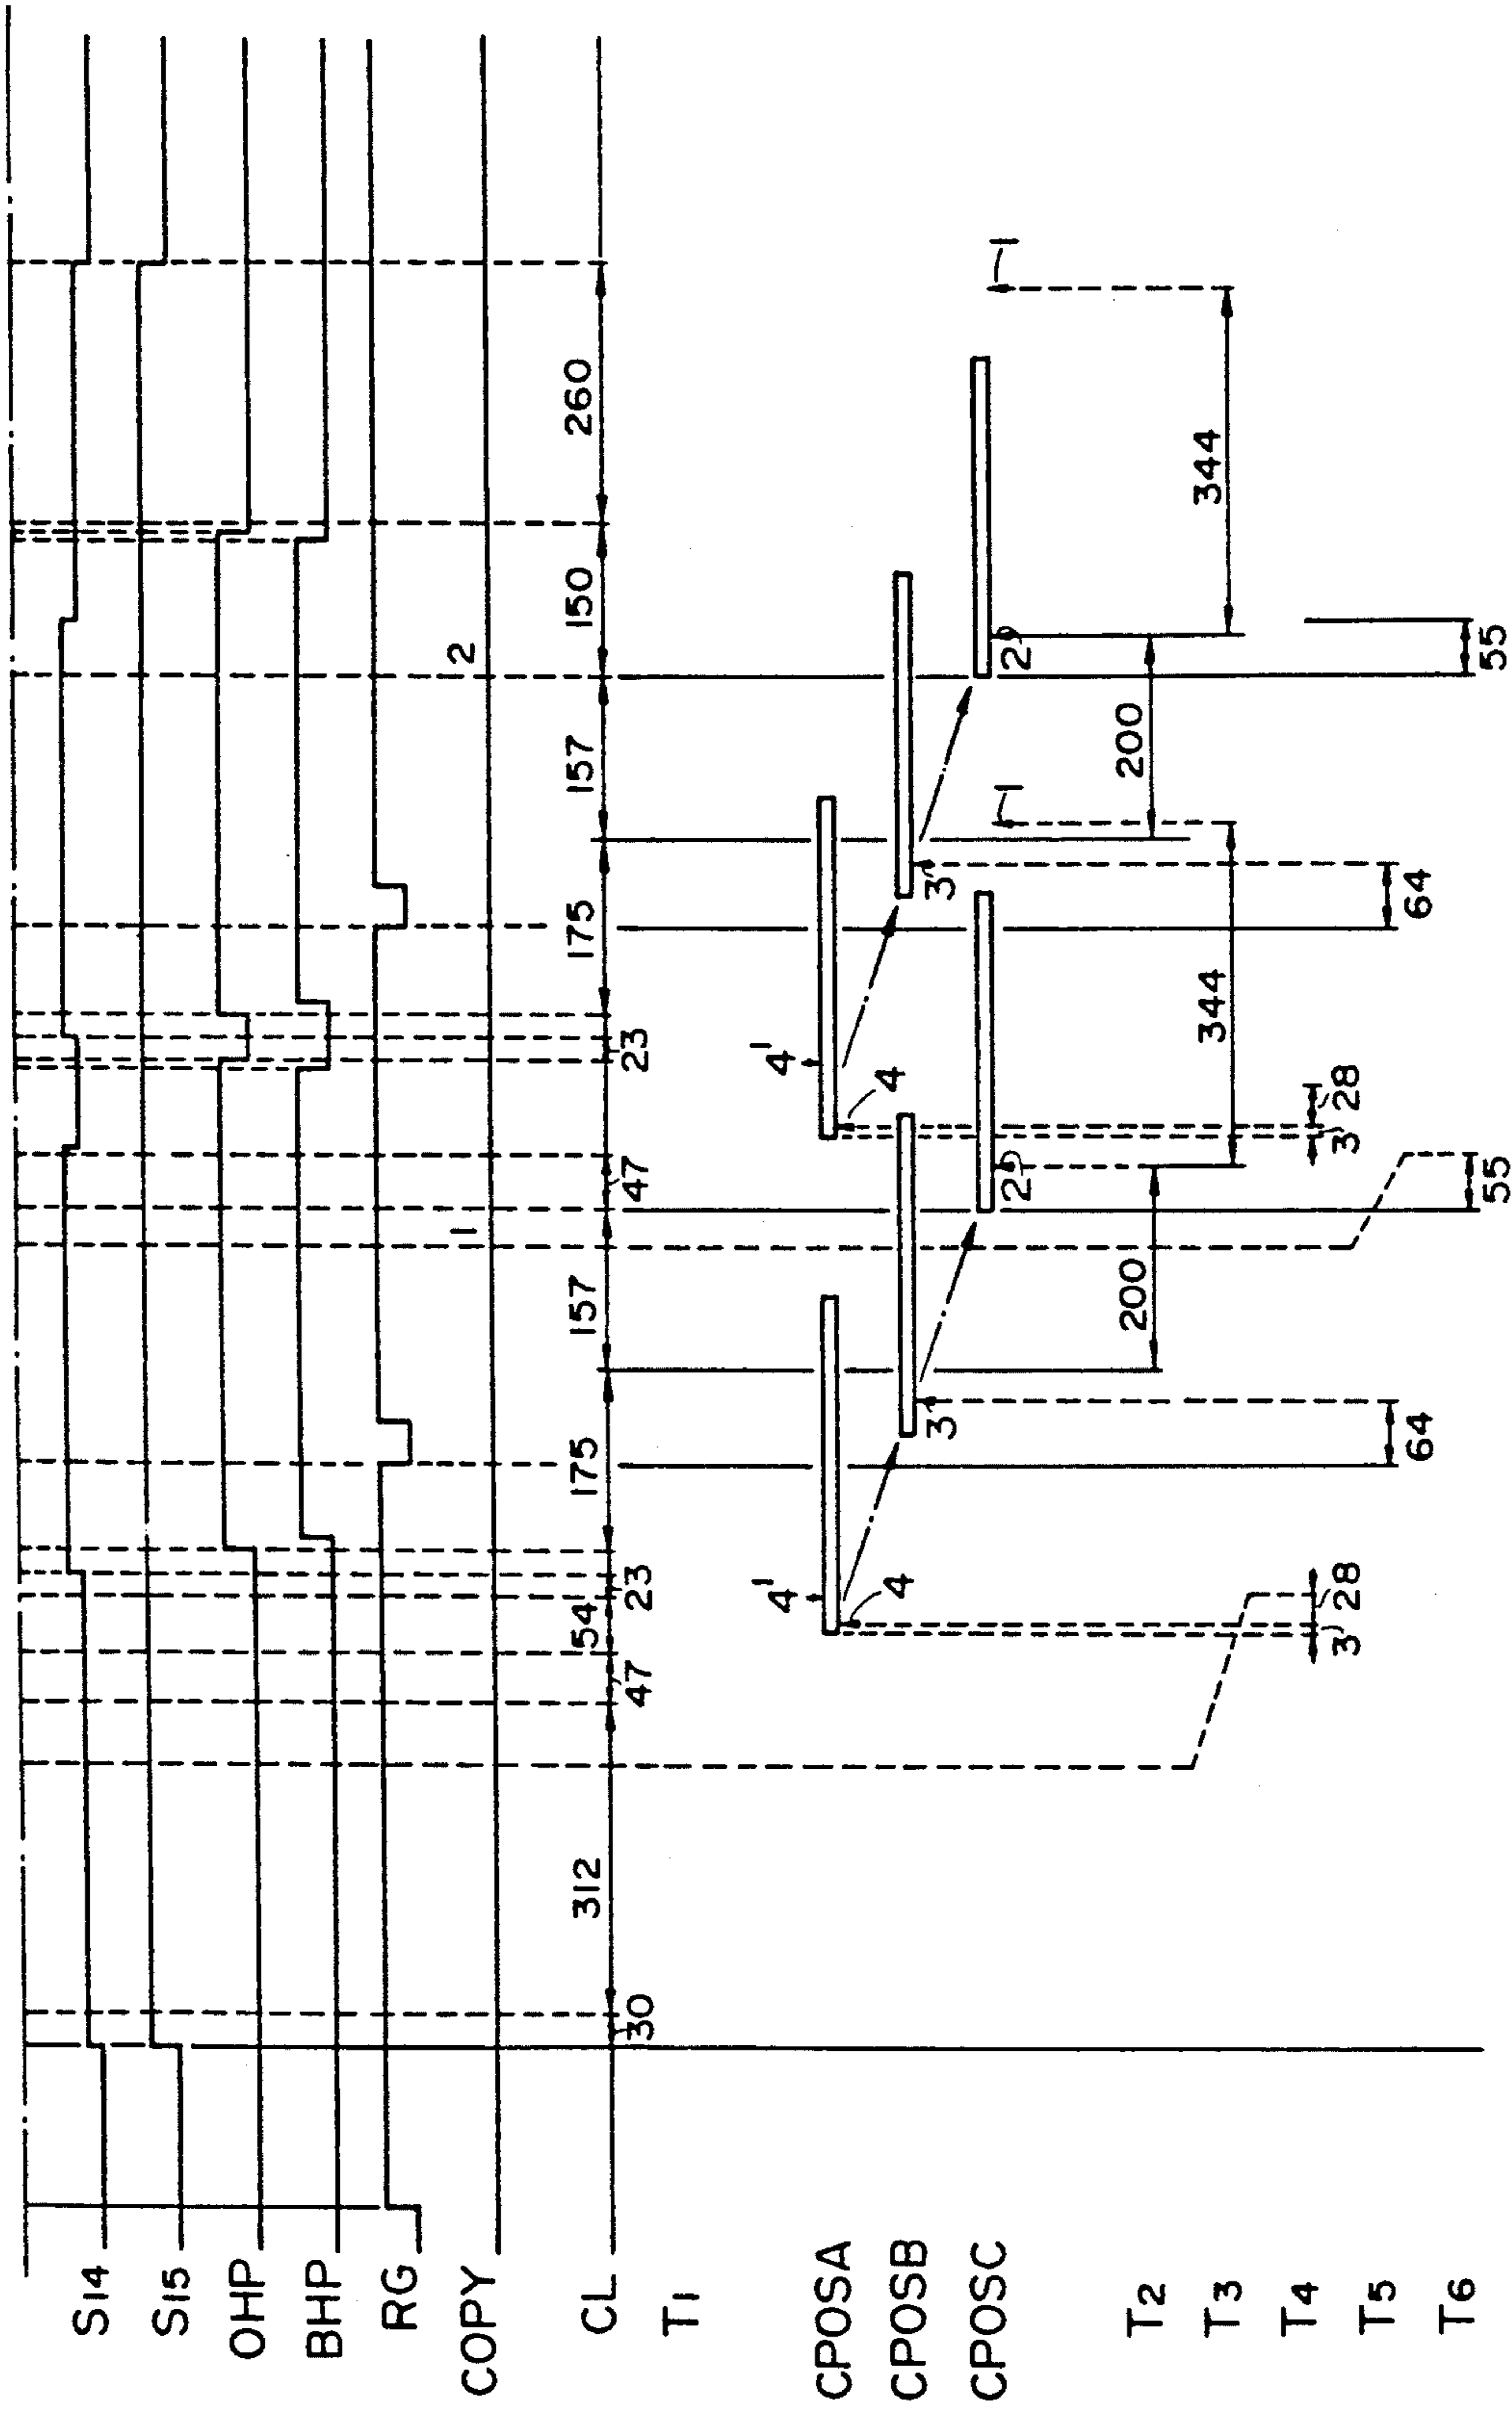 S14
S15
OHP
BHP
RG
COPY 1 2
CL 30 312 47 54 23 175 157 47 23 175 157 150 260
T1
CPOSA 4 4' 4 4'
CPOSB 3 3
CPOSC 2 1 2 1
T2 200 200
T3 344 344
T4 3 28 3 28
T5 64 64
T6 55 55